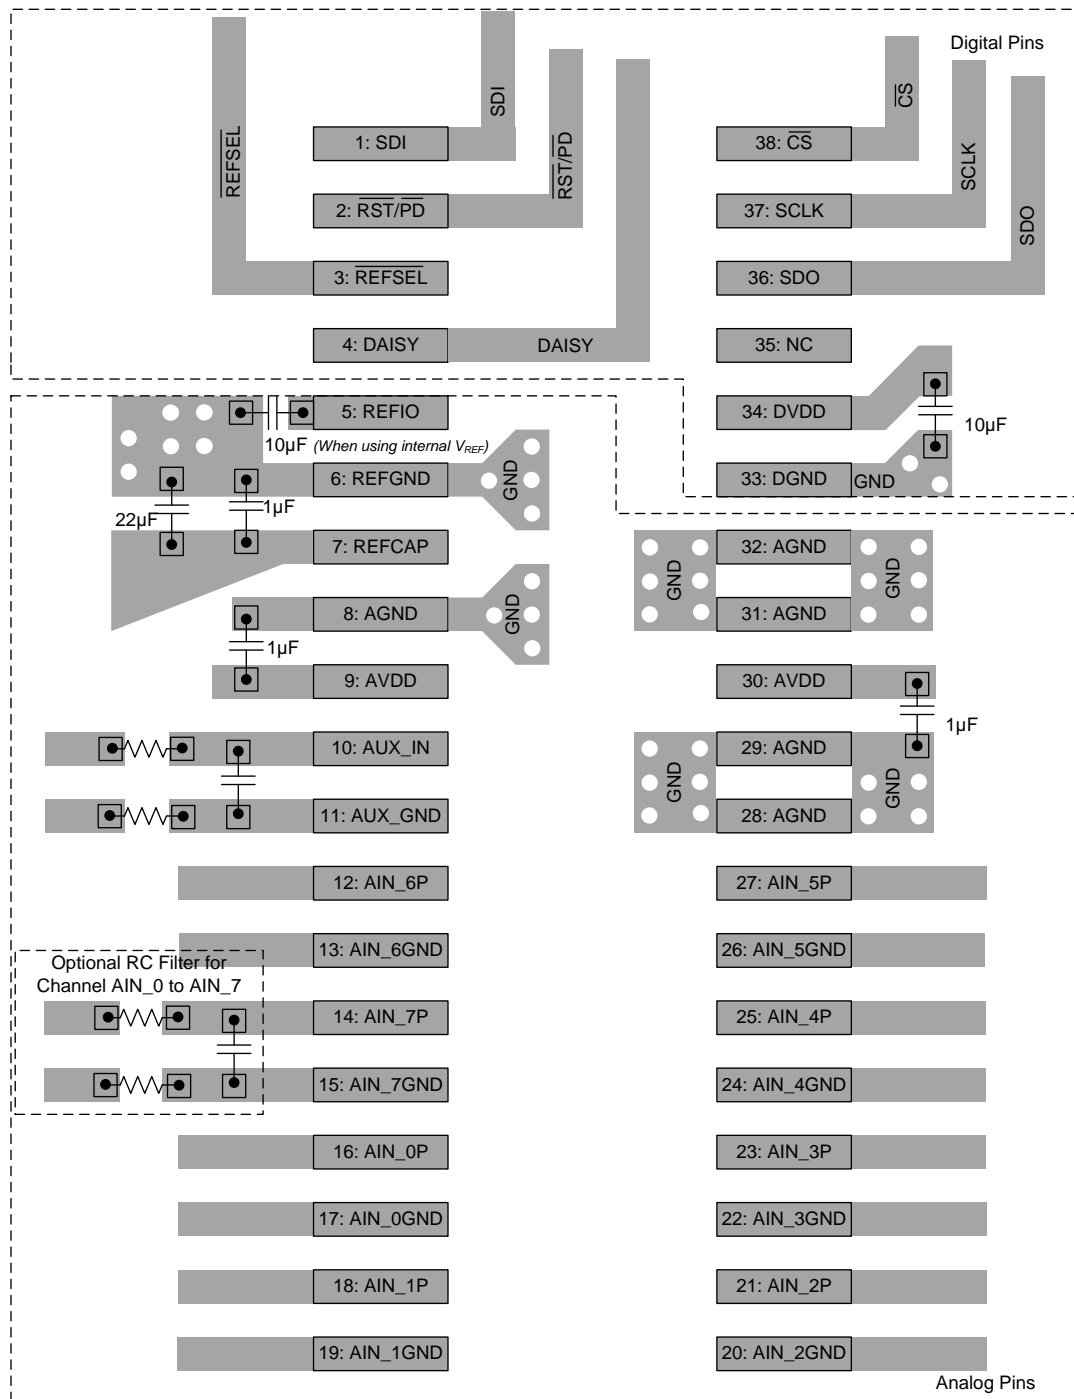 Digital Pins
REFSEL
SDI
RST/PD
CS
SCLK
SDO
1: SDI
38: CS
2: RST/PD
37: SCLK
3: REFSEL
36: SDO
4: DAISY
DAISY
35: NC
5: REFIO
34: DVDD
10µF
10µF (When using internal VREF)
6: REFGND
GND
33: DGND
GND
22µF
1µF
7: REFCAP
32: AGND
GND
GND
8: AGND
GND
31: AGND
1µF
9: AVDD
30: AVDD
1µF
10: AUX_IN
29: AGND
GND
GND
11: AUX_GND
28: AGND
12: AIN_6P
27: AIN_5P
13: AIN_6GND
26: AIN_5GND
Optional RC Filter for
Channel AIN_0 to AIN_7
14: AIN_7P
25: AIN_4P
15: AIN_7GND
24: AIN_4GND
16: AIN_0P
23: AIN_3P
17: AIN_0GND
22: AIN_3GND
18: AIN_1P
21: AIN_2P
19: AIN_1GND
20: AIN_2GND
Analog Pins